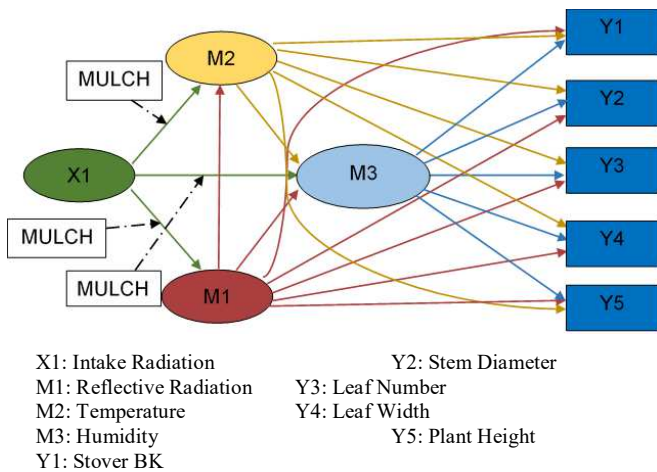 Y1
M2
MULCH
Y2
X1
M3
Y3
MULCH
Y4
MULCH
M1
Y5
X1: Intake Radiation Y2: Stem Diameter
M1: Reflective Radiation Y3: Leaf Number
M2: Temperature Y4: Leaf Width
M3: Humidity Y5: Plant Height
Y1: Stover BK